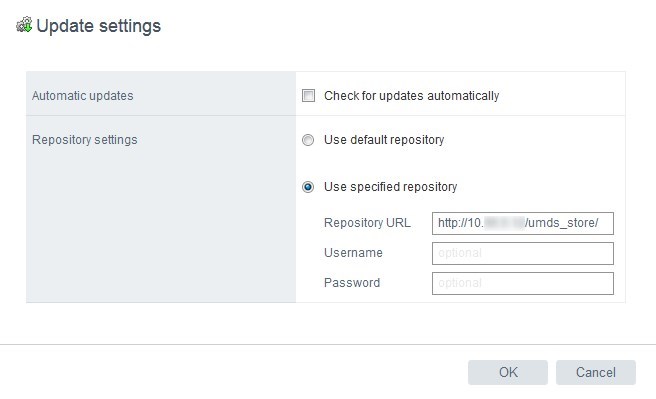 Update settings
Automatic updates
Check for updates automatically
Repository settings
Use default repository
Use specified repository
Repository URL
http://10. /umds_store/
Username
optional
Password
optional
OK
Cancel